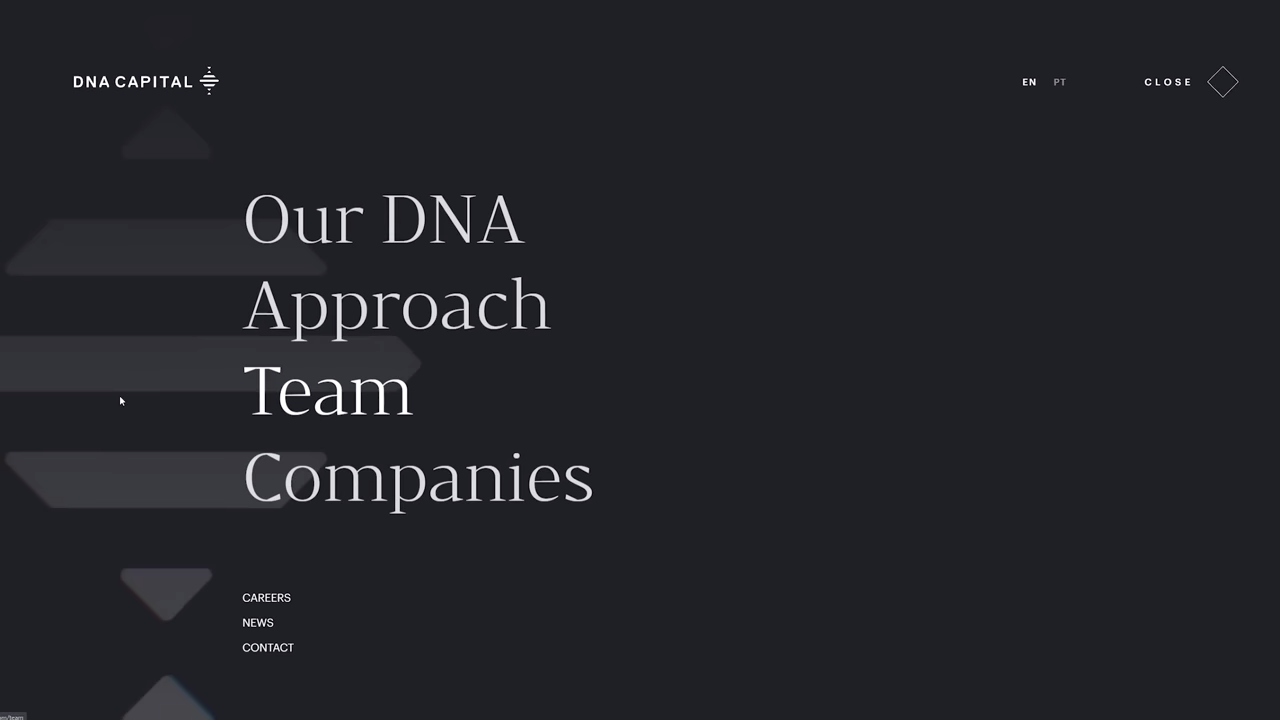 DNA CAPITAL
EN PT
CLOSE
Our DNA
Approach
Team
Companies
CAREERS
NEWS
CONTACT